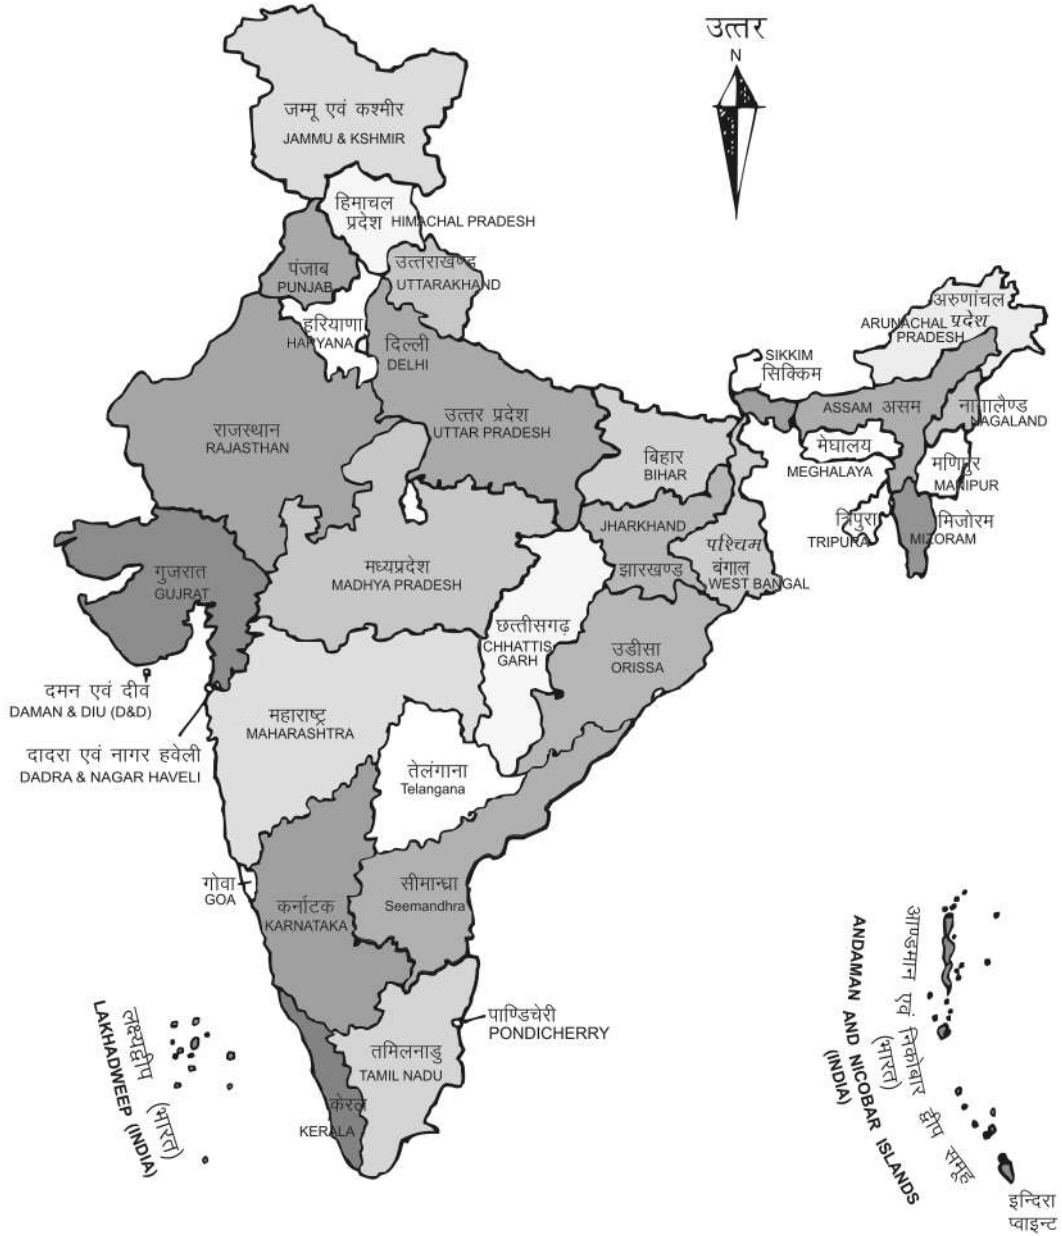 उत्तर
N
जम्मू एवं कश्मीर
JAMMU & KSHMIR
हिमाचल
प्रदेश HIMACHAL PRADESH
पंजाब
PUNJAB
उत्तराखण्ड
UTTARAKHAND
हरियाणा
HARYANA
दिल्ली
DELHI
अरुणांचल
ARUNACHAL प्रदेश
PRADESH
SIKKIM
सिक्किम
राजस्थान
RAJASTHAN
उत्तर प्रदेश
UTTAR PRADESH
ASSAM असम
नागालैण्ड
NAGALAND
बिहार
BIHAR
मेघालय
MEGHALAYA
मणिपुर
MANIPUR
त्रिपुरा
TRIPURA
मिजोरम
MIZORAM
JHARKHAND
झारखण्ड
पश्चिम
बंगाल
WEST BANGAL
गुजरात
GUJRAT
मध्यप्रदेश
MADHYA PRADESH
छत्तीसगढ़
CHHATTIS
GARH
उडीसा
ORISSA
दमन एवं दीव
DAMAN & DIU (D&D)
दादरा एवं नागर हवेली
DADRA & NAGAR HAVELI
महाराष्ट्र
MAHARASHTRA
तेलंगाना
Telangana
गोवा
GOA
कर्नाटक
KARNATAKA
सीमान्ध्रा
Seemandhra
पाण्डिचेरी
PONDICHERRY
तमिलनाडु
TAMIL NADU
केरल
KERALA
लक्ष्यद्वीप (भारत)
LAKHADWEEP (INDIA)
आण्डमान एवं निकोबार द्वीप समूह
(भारत)
ANDAMAN AND NICOBAR ISLANDS
(INDIA)
इन्दिरा
प्वाइन्ट